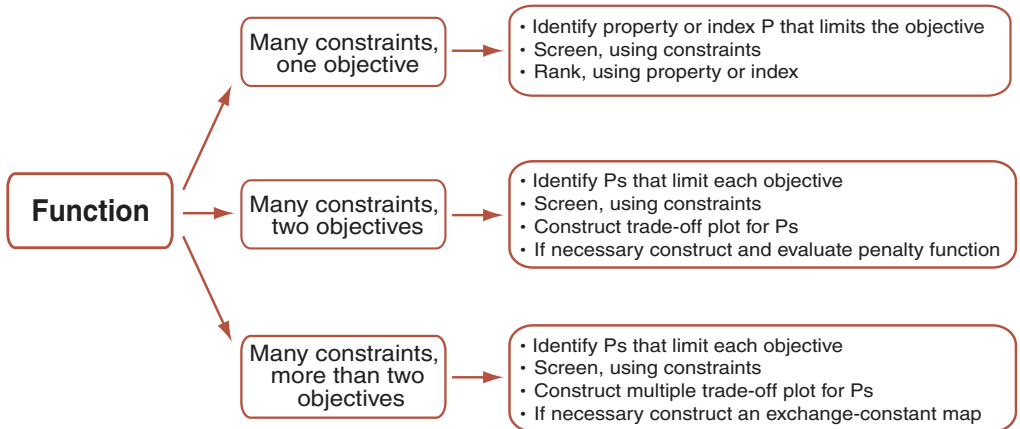 Many constraints,
one objective
• Identify property or index P that limits the objective
• Screen, using constraints
• Rank, using property or index
Function
Many constraints,
two objectives
• Identify Ps that limit each objective
• Screen, using constraints
• Construct trade-off plot for Ps
• If necessary construct and evaluate penalty function
Many constraints,
more than two
objectives
• Identify Ps that limit each objective
• Screen, using constraints
• Construct multiple trade-off plot for Ps
• If necessary construct an exchange-constant map